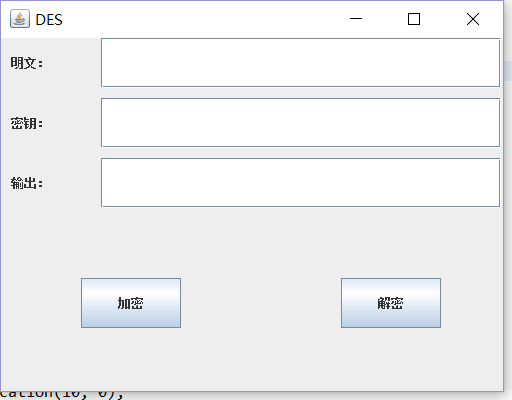 DES
明文：
密钥：
输出：
加密
解密
cation(10, 0);